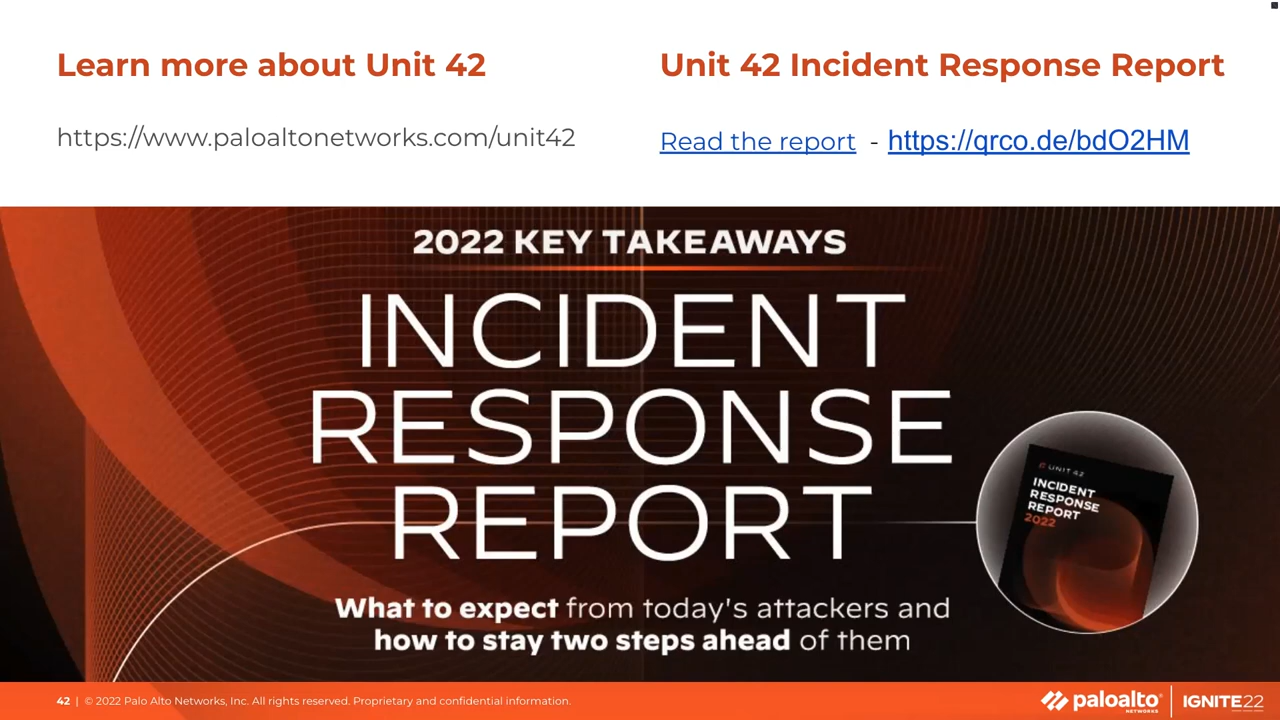 Learn more about Unit 42
https://www.paloaltonetworks.com/unit42
Unit 42 Incident Response Report
Read the report - https://qrco.de/bdO2HM
2022 KEY TAKEAWAYS
INCIDENT
RESPONSE
REPORT
What to expect from today's attackers and
how to stay two steps ahead of them
UNIT 42
INCIDENT
RESPONSE
REPORT
2022
42 | © 2022 Palo Alto Networks, Inc. All rights reserved. Proprietary and confidential information.
paloalto®
NETWORKS
IGNITE22